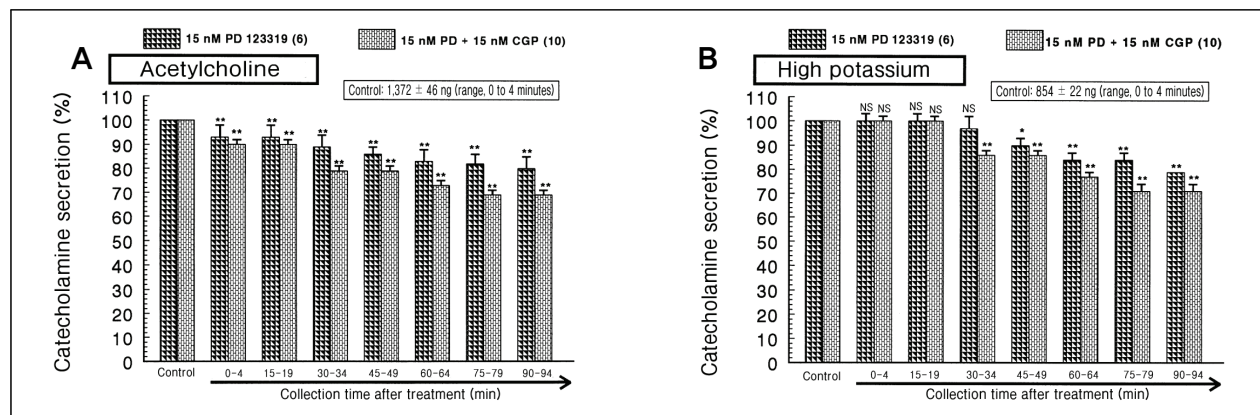 A
15 nM PD 123319 (6)
15 nM PD + 15 nM CGP (10)
Acetylcholine
Control: 1,372 ± 46 ng (range, 0 to 4 minutes)
Catecholamine secretion (%)
110
100
90
80
70
60
50
40
30
20
10
0
** ** ** ** ** ** ** ** ** ** ** ** ** **
Control 0-4 15-19 30-34 45-49 60-64 75-79 90-94
Collection time after treatment (min)
B
15 nM PD 123319 (6)
15 nM PD + 15 nM CGP (10)
High potassium
Control: 854 ± 22 ng (range, 0 to 4 minutes)
Catecholamine secretion (%)
110
100
90
80
70
60
50
40
30
20
10
0
NS NS NS NS NS ** * ** ** ** ** ** ** **
Control 0-4 15-19 30-34 45-49 60-64 75-79 90-94
Collection time after treatment (min)